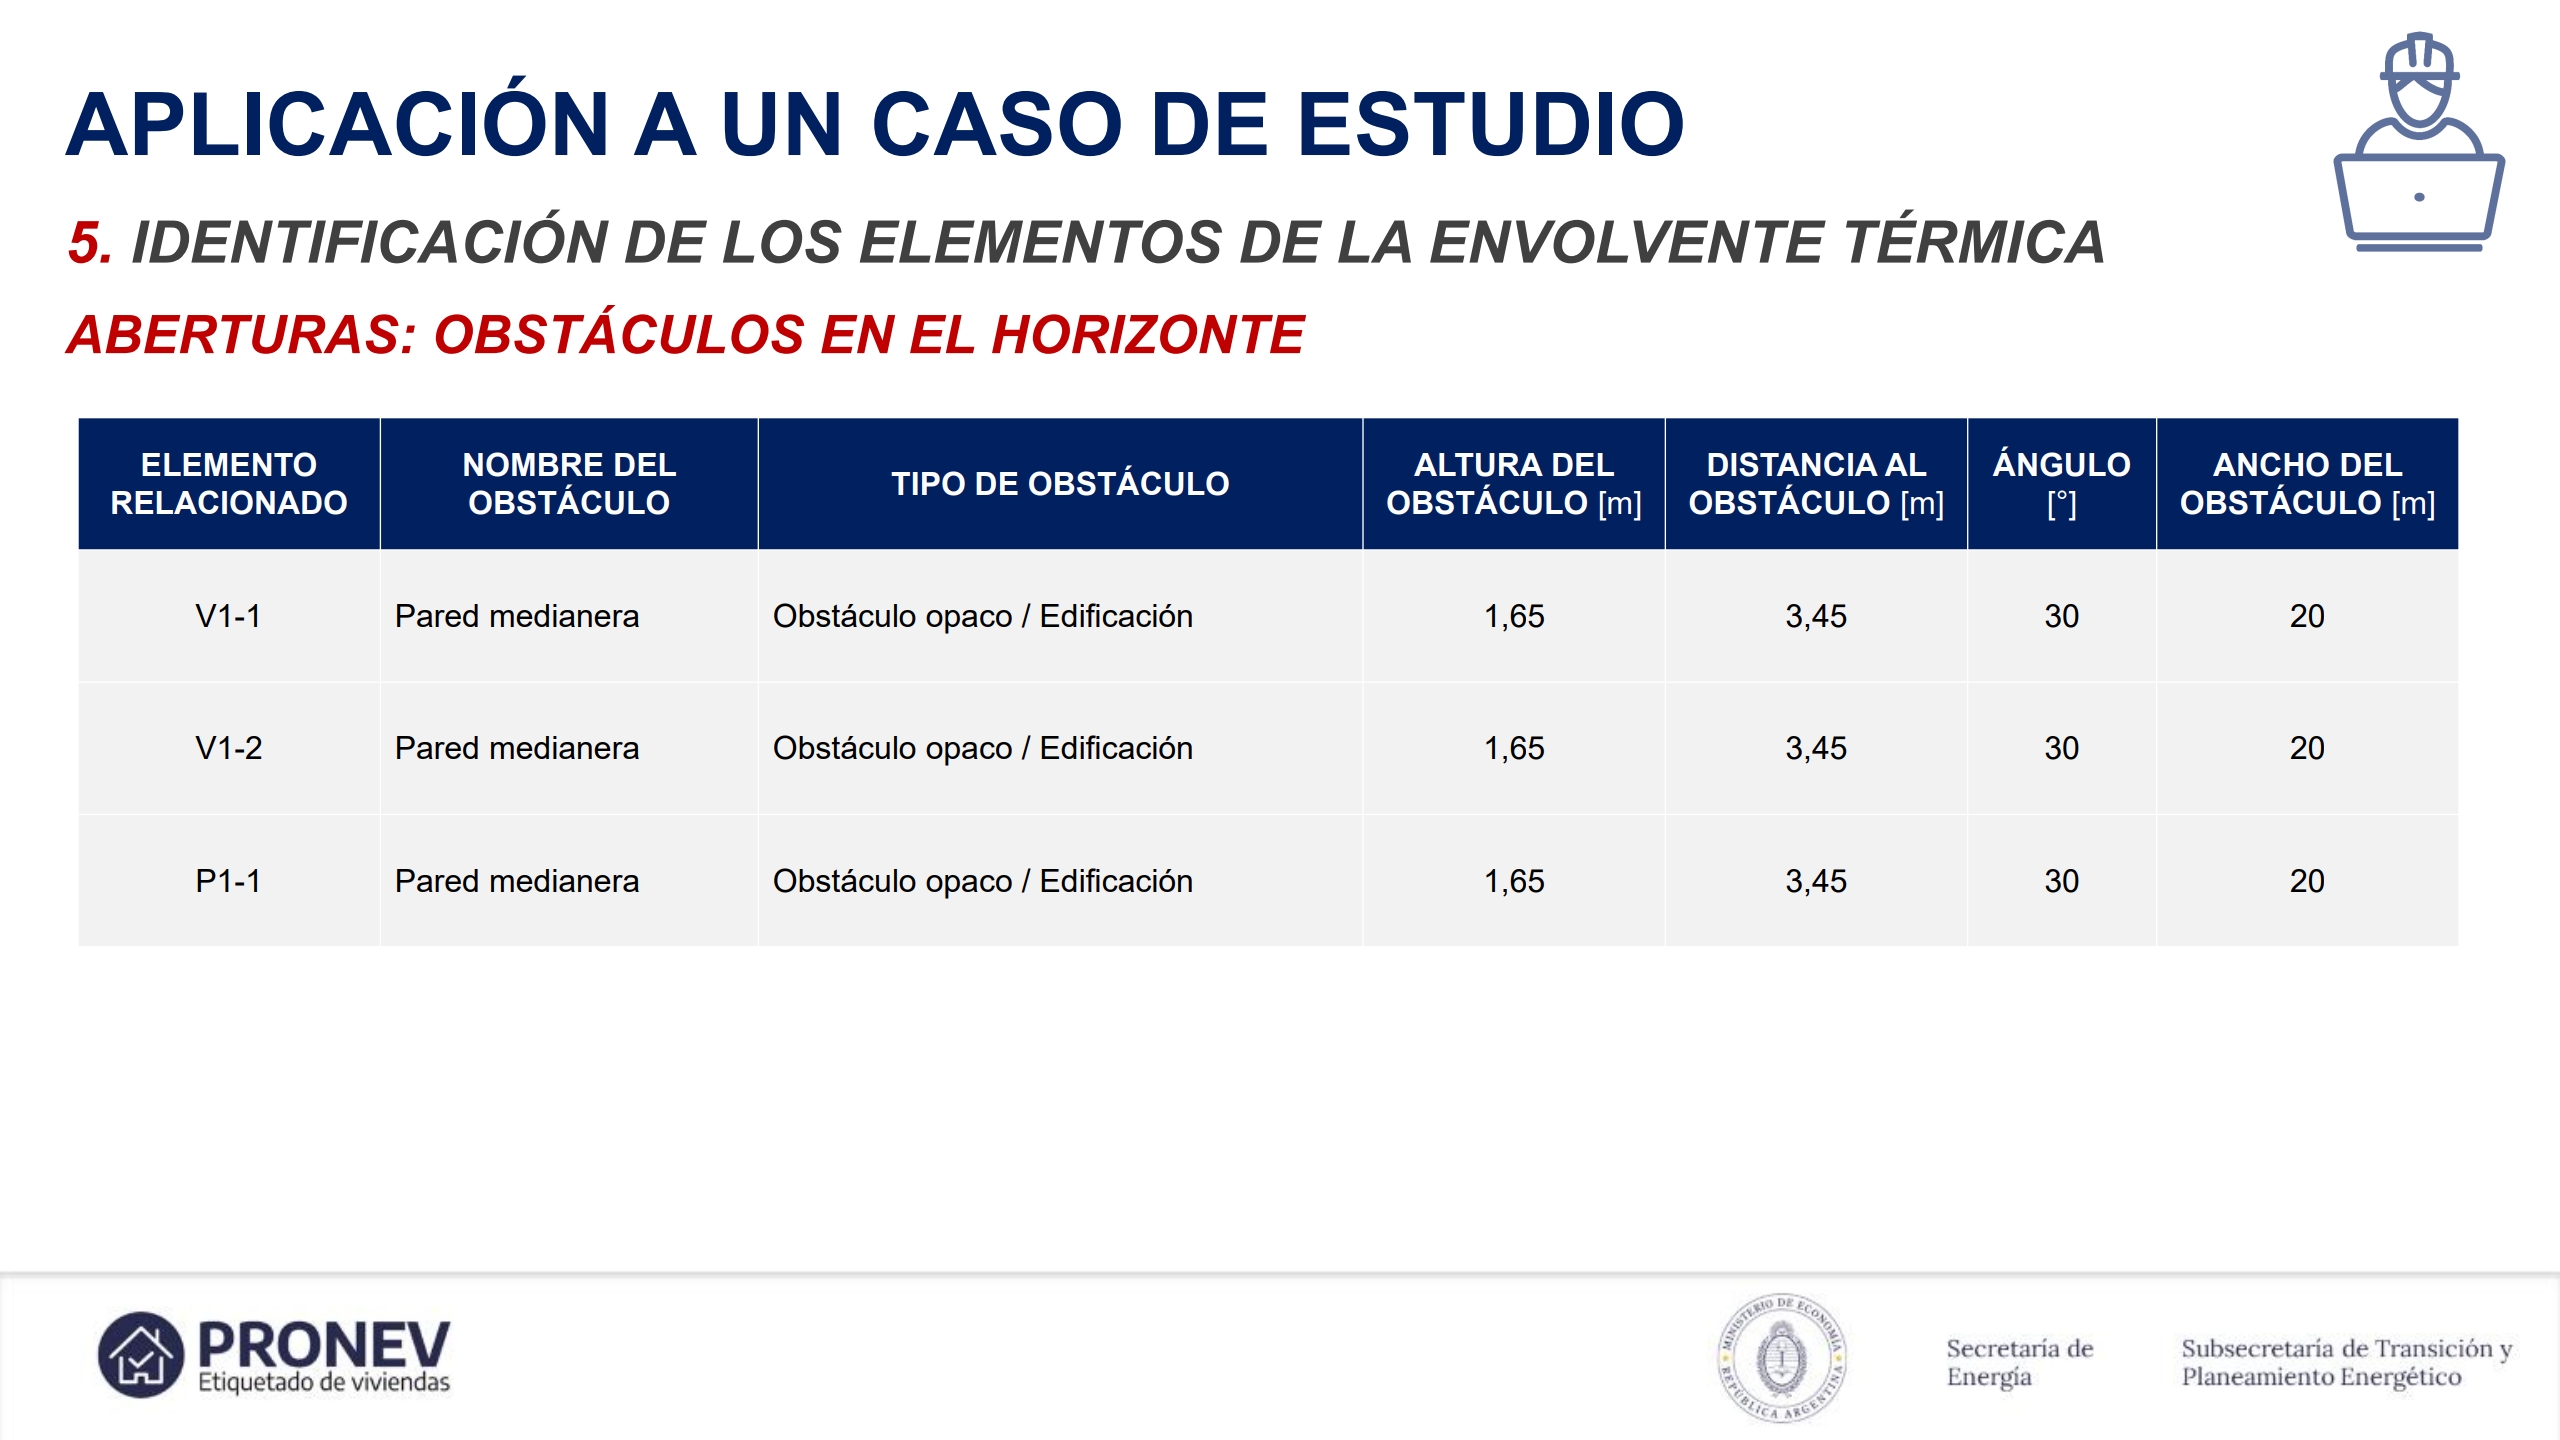 APLICACIÓN A UN CASO DE ESTUDIO
5. IDENTIFICACIÓN DE LOS ELEMENTOS DE LA ENVOLVENTE TÉRMICA
ABERTURAS: OBSTÁCULOS EN EL HORIZONTE
ELEMENTO RELACIONADO | NOMBRE DEL OBSTÁCULO | TIPO DE OBSTÁCULO | ALTURA DEL OBSTÁCULO [m] | DISTANCIA AL OBSTÁCULO [m] | ÁNGULO [°] | ANCHO DEL OBSTÁCULO [m]
V1-1 | Pared medianera | Obstáculo opaco / Edificación | 1,65 | 3,45 | 30 | 20
V1-2 | Pared medianera | Obstáculo opaco / Edificación | 1,65 | 3,45 | 30 | 20
P1-1 | Pared medianera | Obstáculo opaco / Edificación | 1,65 | 3,45 | 30 | 20
PRONEV
Etiquetado de viviendas
MINISTERIO DE ECONOMÍA
REPÚBLICA ARGENTINA
Secretaría de
Energía
Subsecretaría de Transición y
Planeamiento Energético